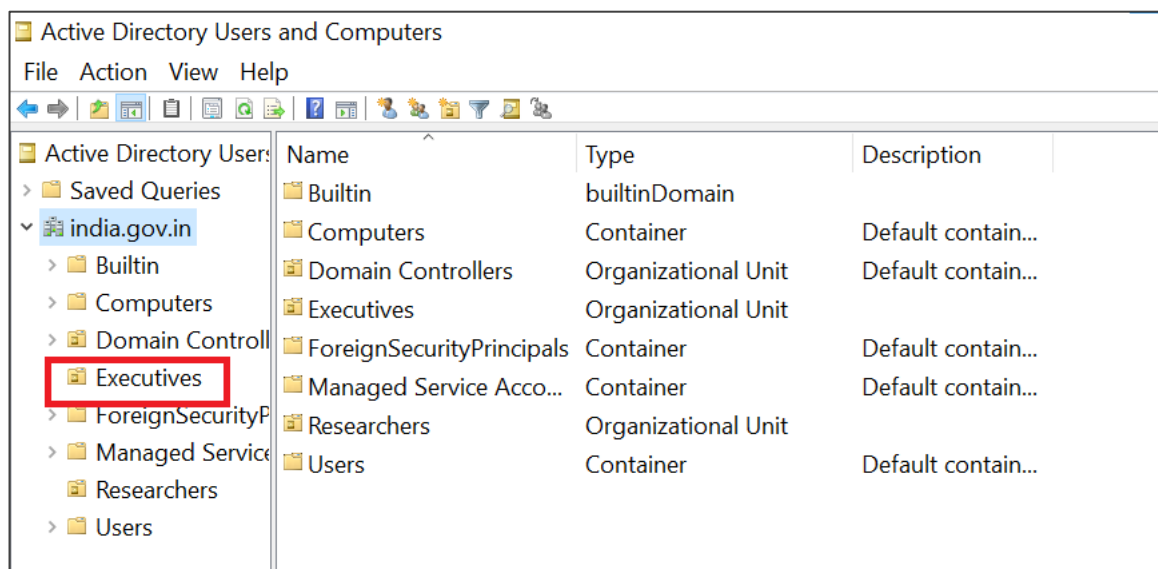 Active Directory Users and Computers
File Action View Help
Active Directory User
Saved Queries
india.gov.in
Builtin
Computers
Domain Controll
Executives
ForeignSecurityP
Managed Service
Researchers
Users
Name Type Description
Builtin builtinDomain
Computers Container Default contain...
Domain Controllers Organizational Unit Default contain...
Executives Organizational Unit
ForeignSecurityPrincipals Container Default contain...
Managed Service Acco... Container Default contain...
Researchers Organizational Unit
Users Container Default contain...